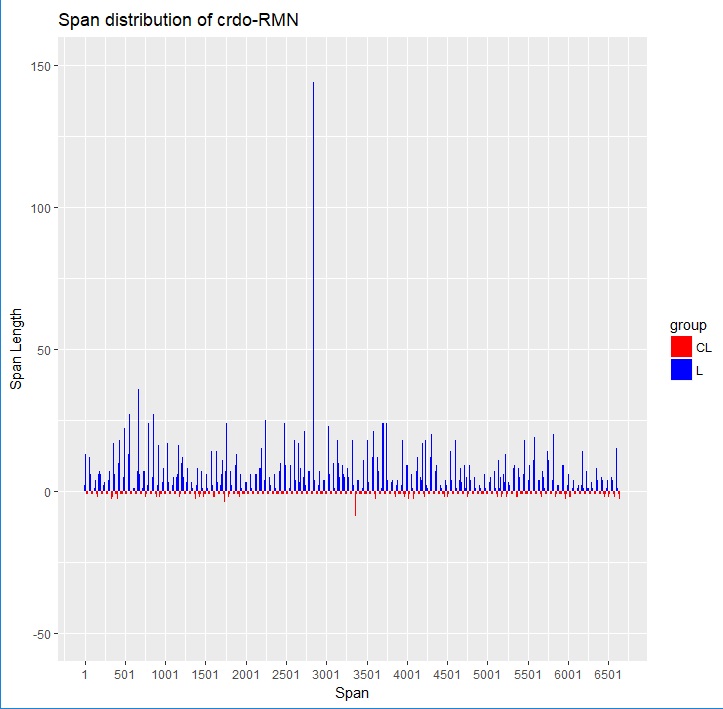 Span distribution of crdo-RMN
150
100
50
0
-50
Span Length
1 501 1001 1501 2001 2501 3001 3501 4001 4501 5001 5501 6001 6501
Span
group
CL
L